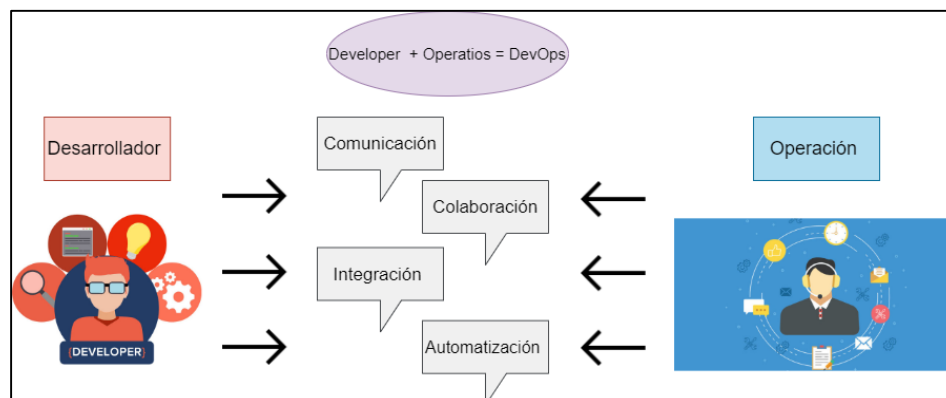 Developer + Operatios = DevOps
Desarrollador
Comunicación
Operación
Colaboración
Integración
Automatización
{DEVELOPER}